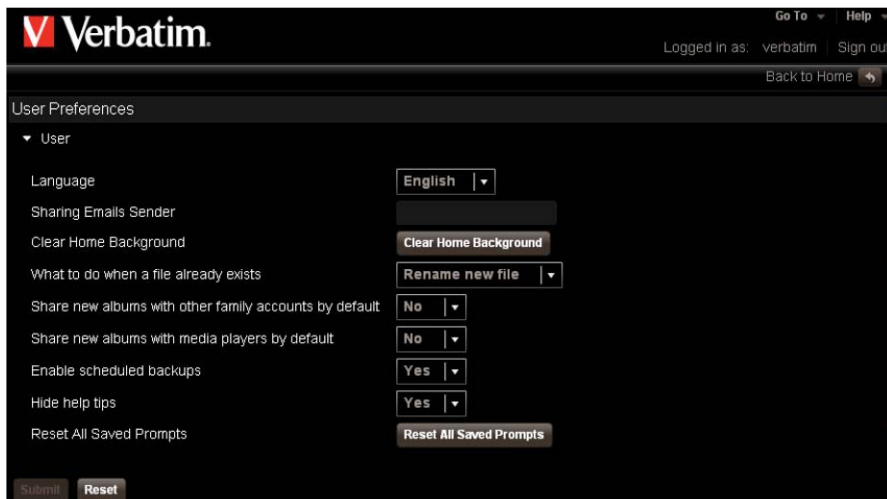 Go To Help
Verbatim.
Logged in as: verbatim Sign ou
Back to Home
User Preferences
User
Language English
Sharing Emails Sender
Clear Home Background Clear Home Background
What to do when a file already exists Rename new file
Share new albums with other family accounts by default No
Share new albums with media players by default No
Enable scheduled backups Yes
Hide help tips Yes
Reset All Saved Prompts Reset All Saved Prompts
Submit Reset